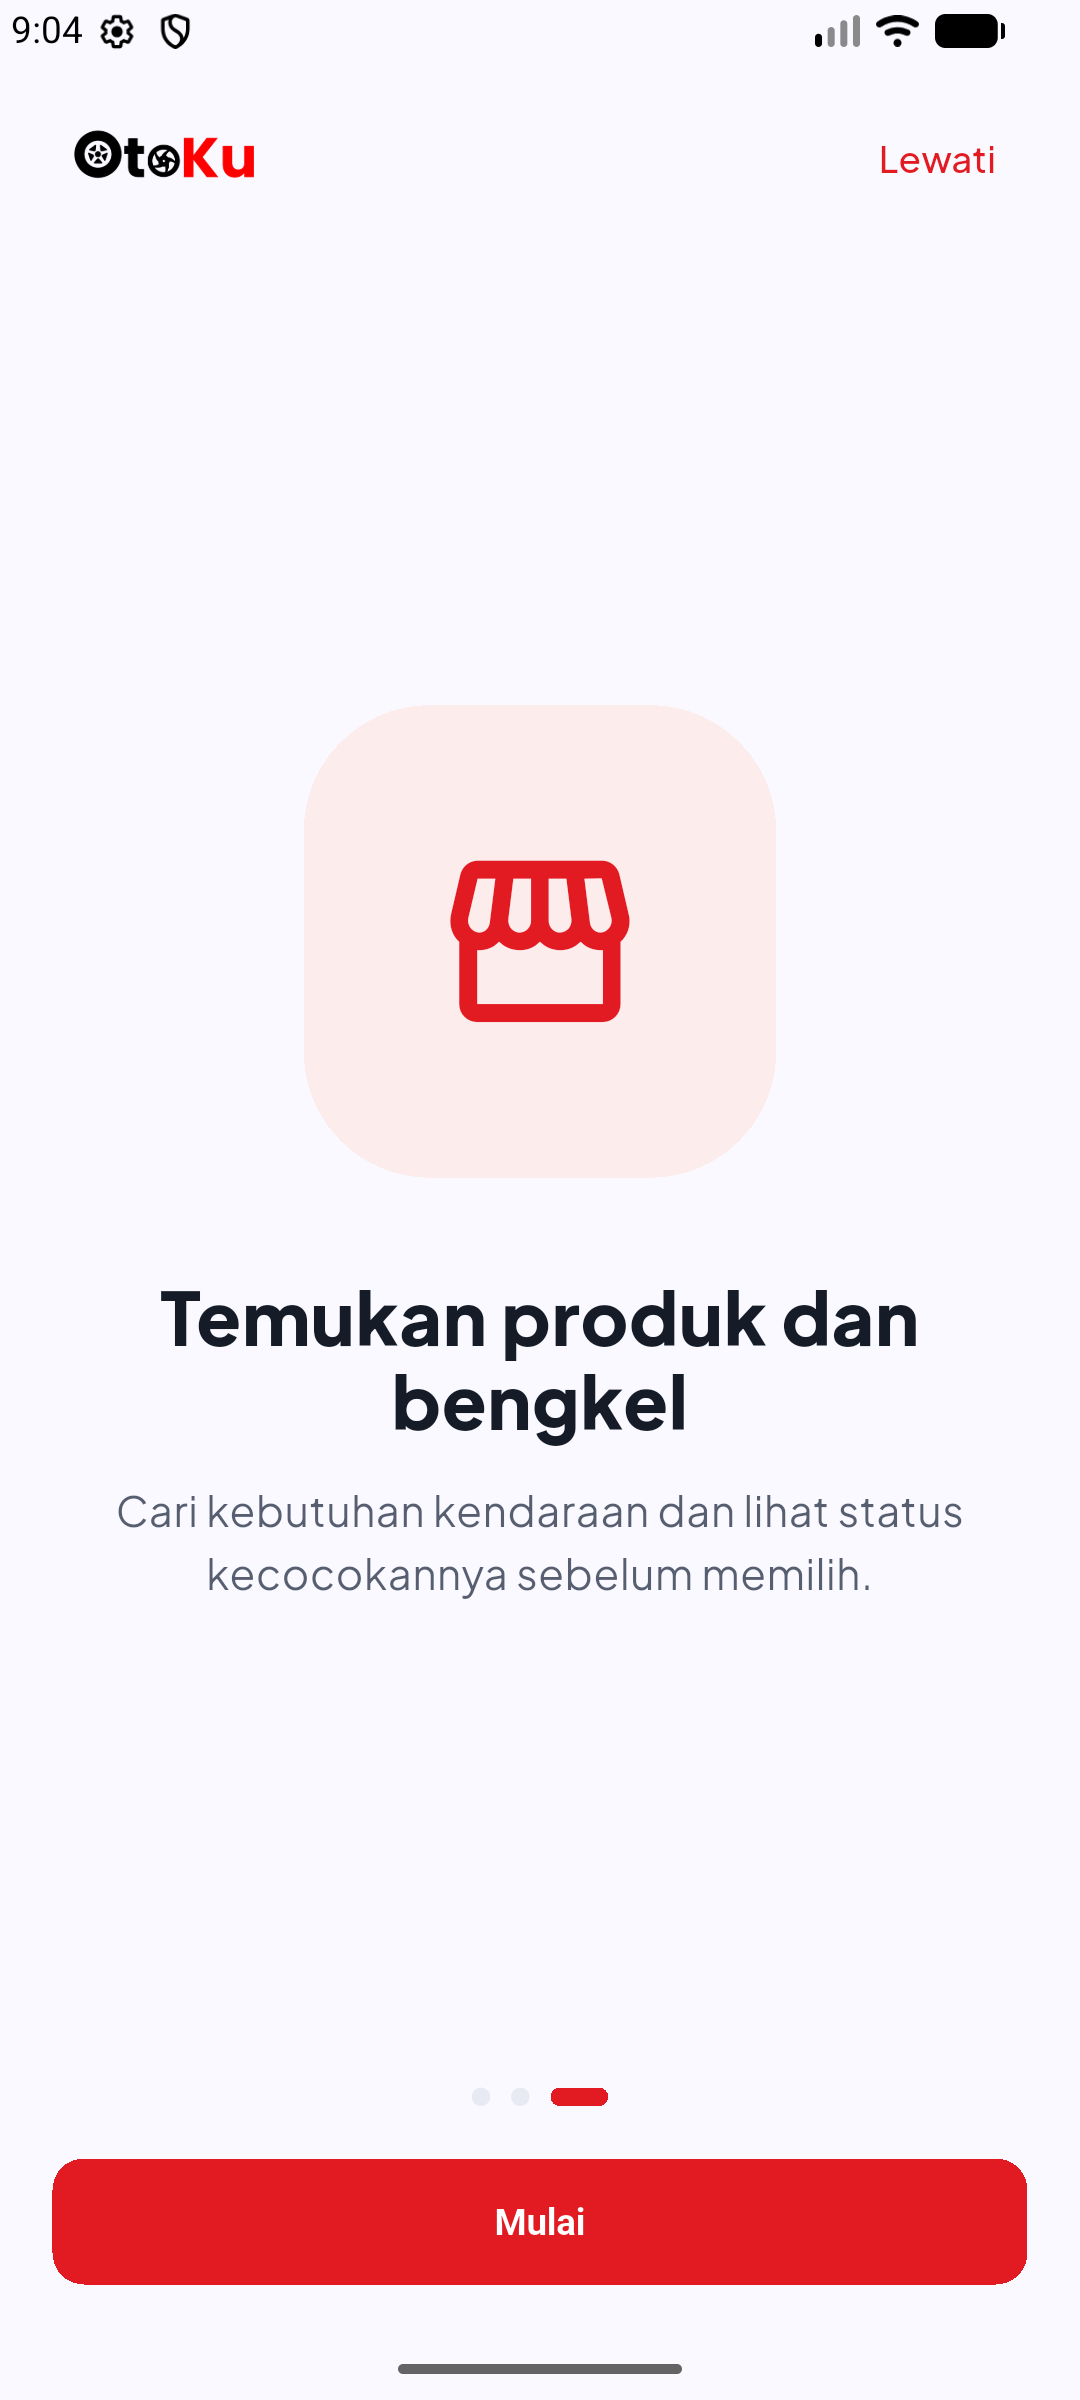 9:04
OtoKu
Lewati
Temukan produk dan
bengkel
Cari kebutuhan kendaraan dan lihat status
kecocokannya sebelum memilih.
Mulai